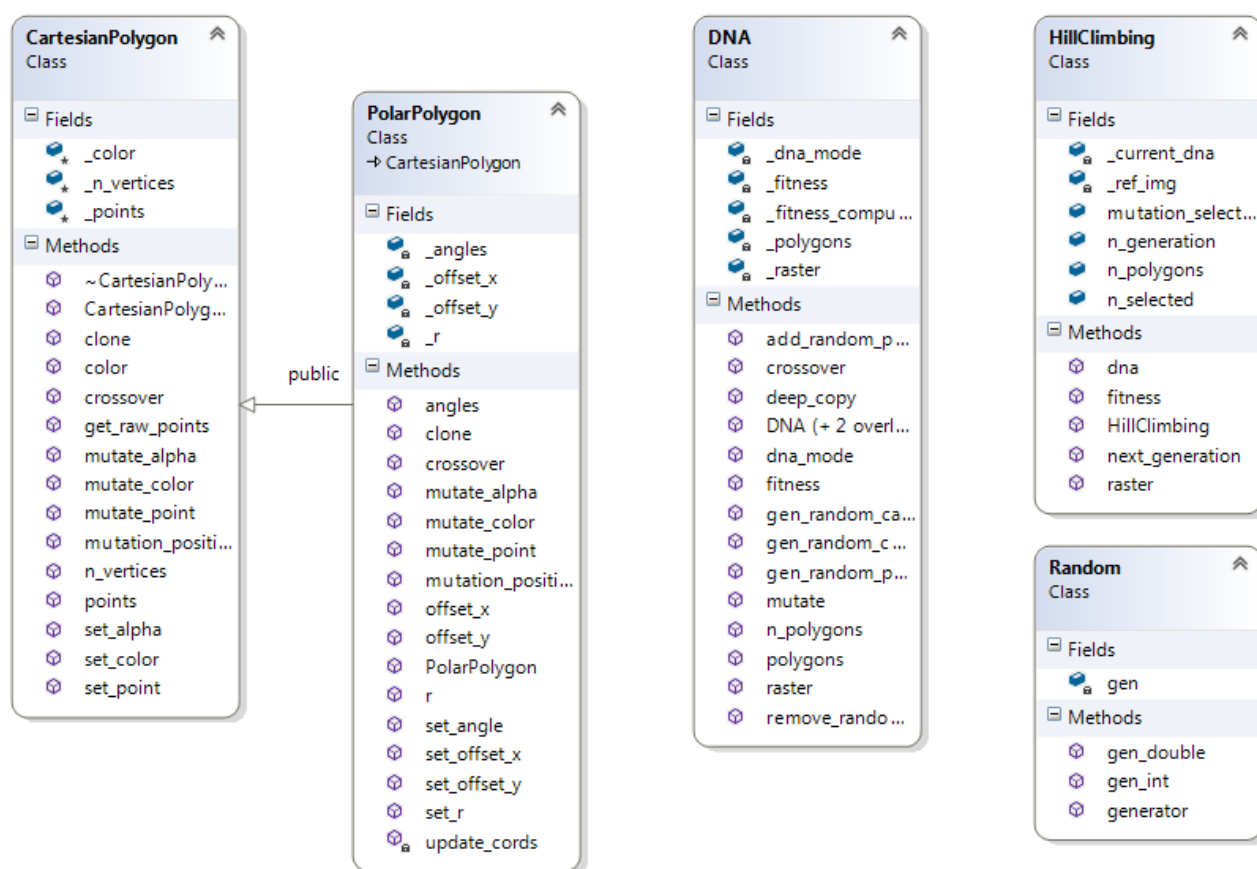 CartesianPolygon
Class
Fields
_color
_n_vertices
_points
Methods
~CartesianPoly...
CartesianPolyg...
clone
color
crossover
get_raw_points
mutate_alpha
mutate_color
mutate_point
mutation_positi...
n_vertices
points
set_alpha
set_color
set_point
public
PolarPolygon
Class
CartesianPolygon
Fields
_angles
_offset_x
_offset_y
_r
Methods
angles
clone
crossover
mutate_alpha
mutate_color
mutate_point
mutation_positi...
offset_x
offset_y
PolarPolygon
r
set_angle
set_offset_x
set_offset_y
set_r
update_cords
DNA
Class
Fields
_dna_mode
_fitness
_fitness_compu...
_polygons
_raster
Methods
add_random_p...
crossover
deep_copy
DNA (+ 2 overl...
dna_mode
fitness
gen_random_ca...
gen_random_c...
gen_random_p...
mutate
n_polygons
polygons
raster
remove_rando...
HillClimbing
Class
Fields
_current_dna
_ref_img
mutation_select...
n_generation
n_polygons
n_selected
Methods
dna
fitness
HillClimbing
next_generation
raster
Random
Class
Fields
gen
Methods
gen_double
gen_int
generator